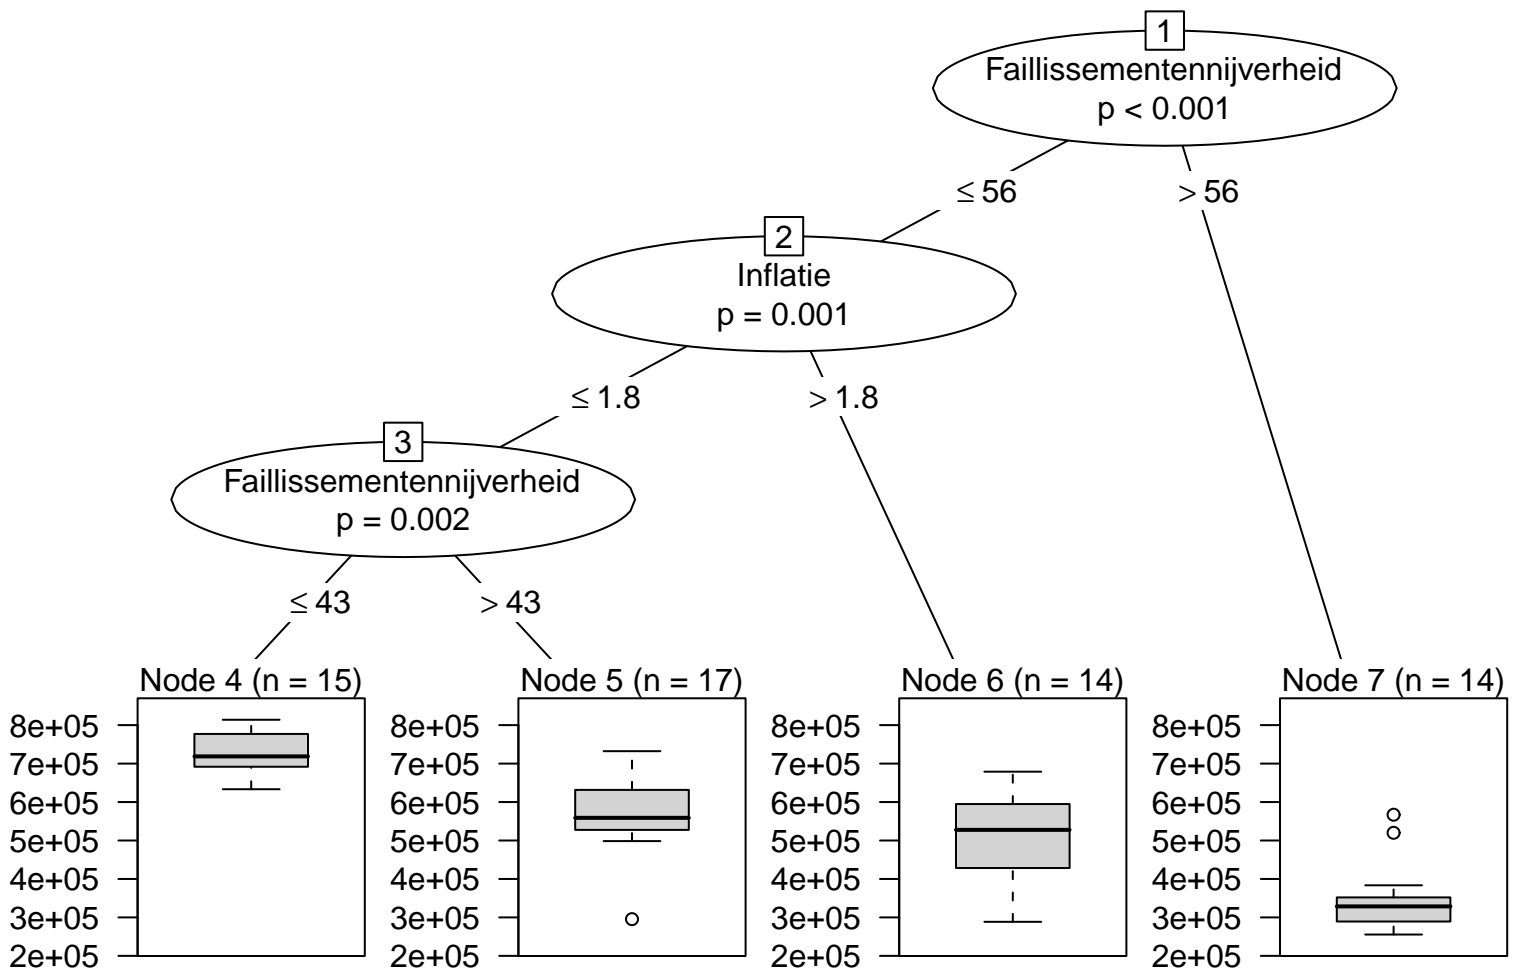 1
Faillissementennijverheid
p < 0.001
≤ 56
> 56
2
Inflatie
p = 0.001
≤ 1.8
> 1.8
3
Faillissementennijverheid
p = 0.002
≤ 43
> 43
Node 4 (n = 15)
8e+05
7e+05
6e+05
5e+05
4e+05
3e+05
2e+05
Node 5 (n = 17)
8e+05
7e+05
6e+05
5e+05
4e+05
3e+05
2e+05
Node 6 (n = 14)
8e+05
7e+05
6e+05
5e+05
4e+05
3e+05
2e+05
Node 7 (n = 14)
8e+05
7e+05
6e+05
5e+05
4e+05
3e+05
2e+05